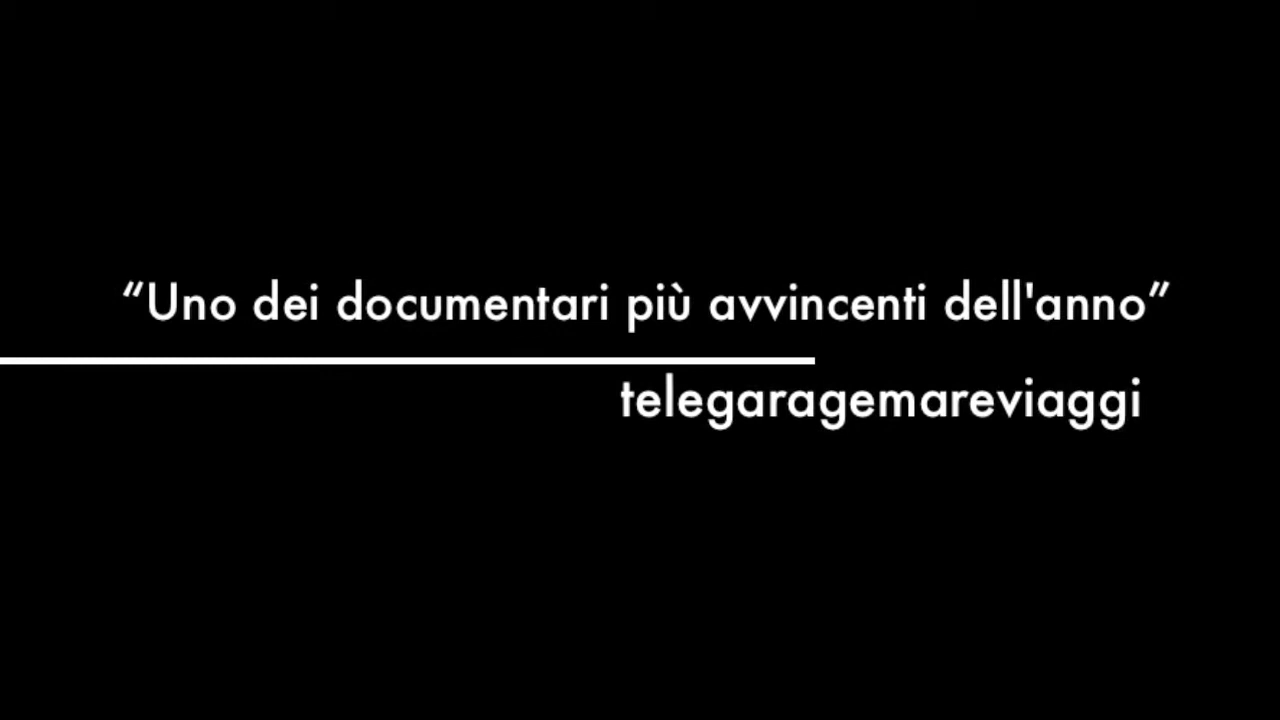 “Uno dei documentari più avvincenti dell'anno”
telegaragemareviaggi